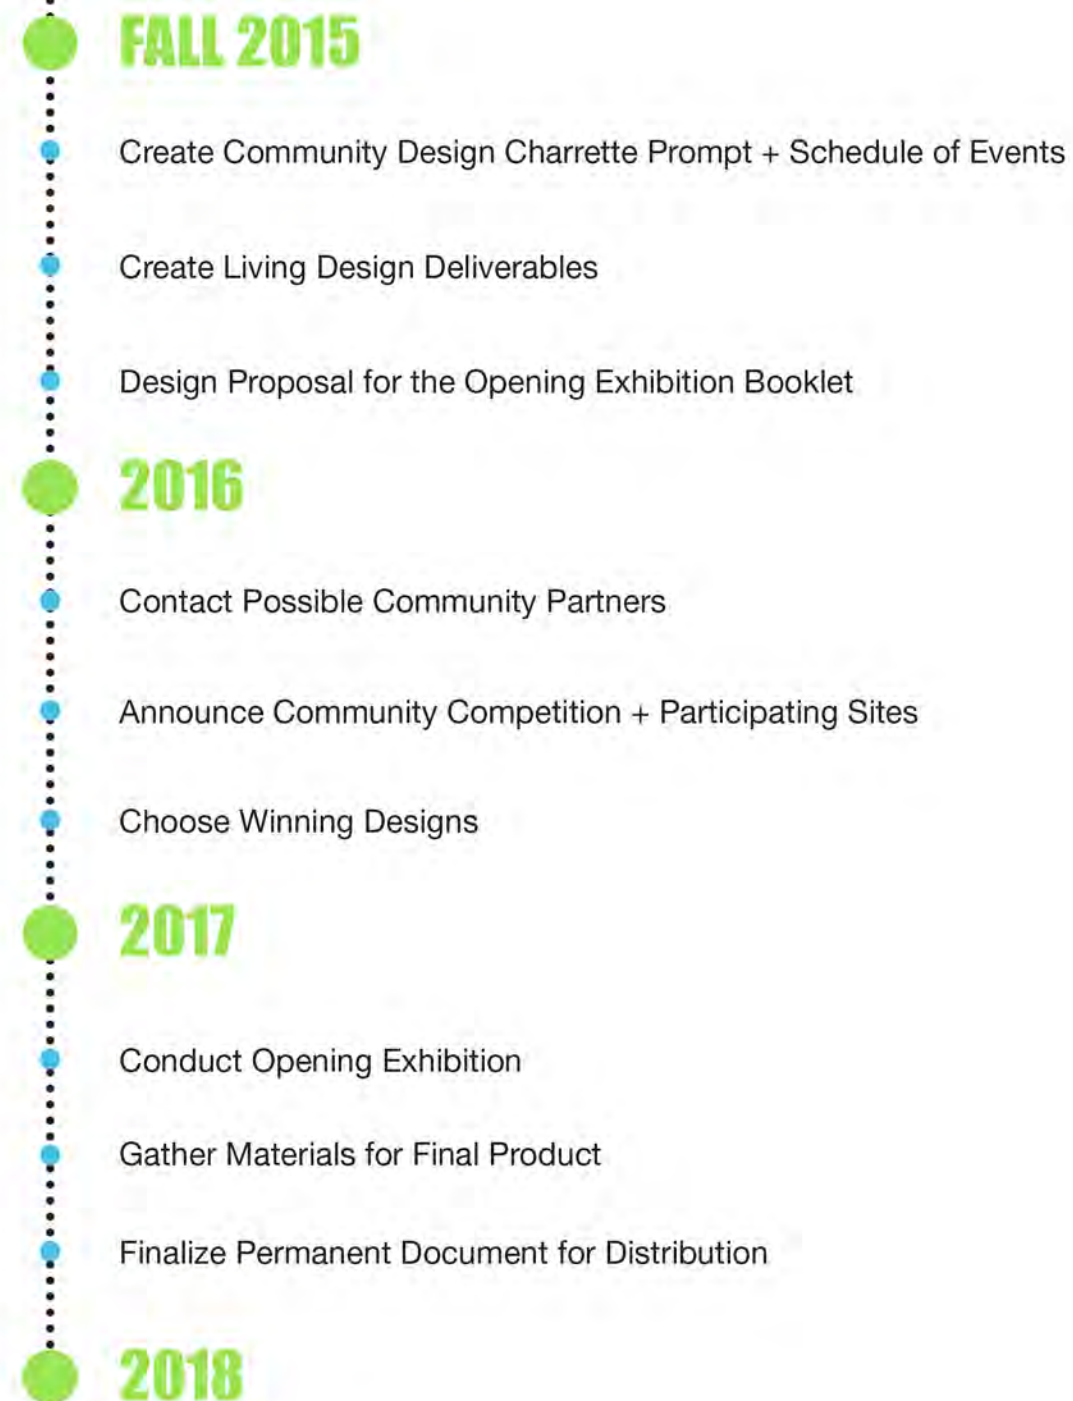 FALL 2015
Create Community Design Charrette Prompt + Schedule of Events
Create Living Design Deliverables
Design Proposal for the Opening Exhibition Booklet
2016
Contact Possible Community Partners
Announce Community Competition + Participating Sites
Choose Winning Designs
2017
Conduct Opening Exhibition
Gather Materials for Final Product
Finalize Permanent Document for Distribution
2018